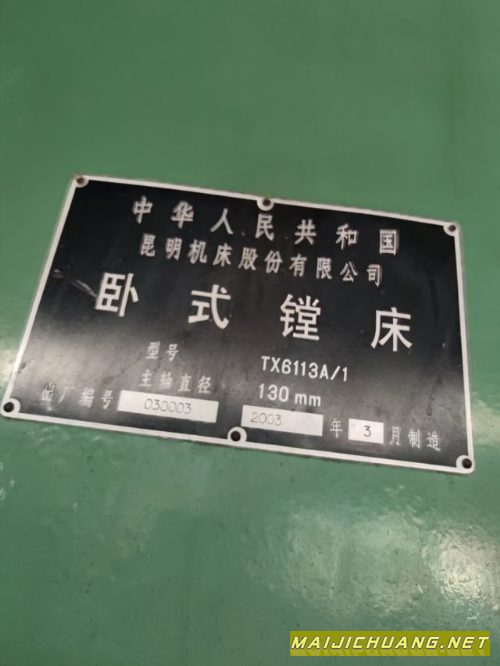 中华人民共和国
昆明机床股份有限公司
卧式镗床
型号 TX6113A/1
主轴直径 130 mm
出厂编号 030003 2003 年 3 月制造
MAIJICHUANG.NET